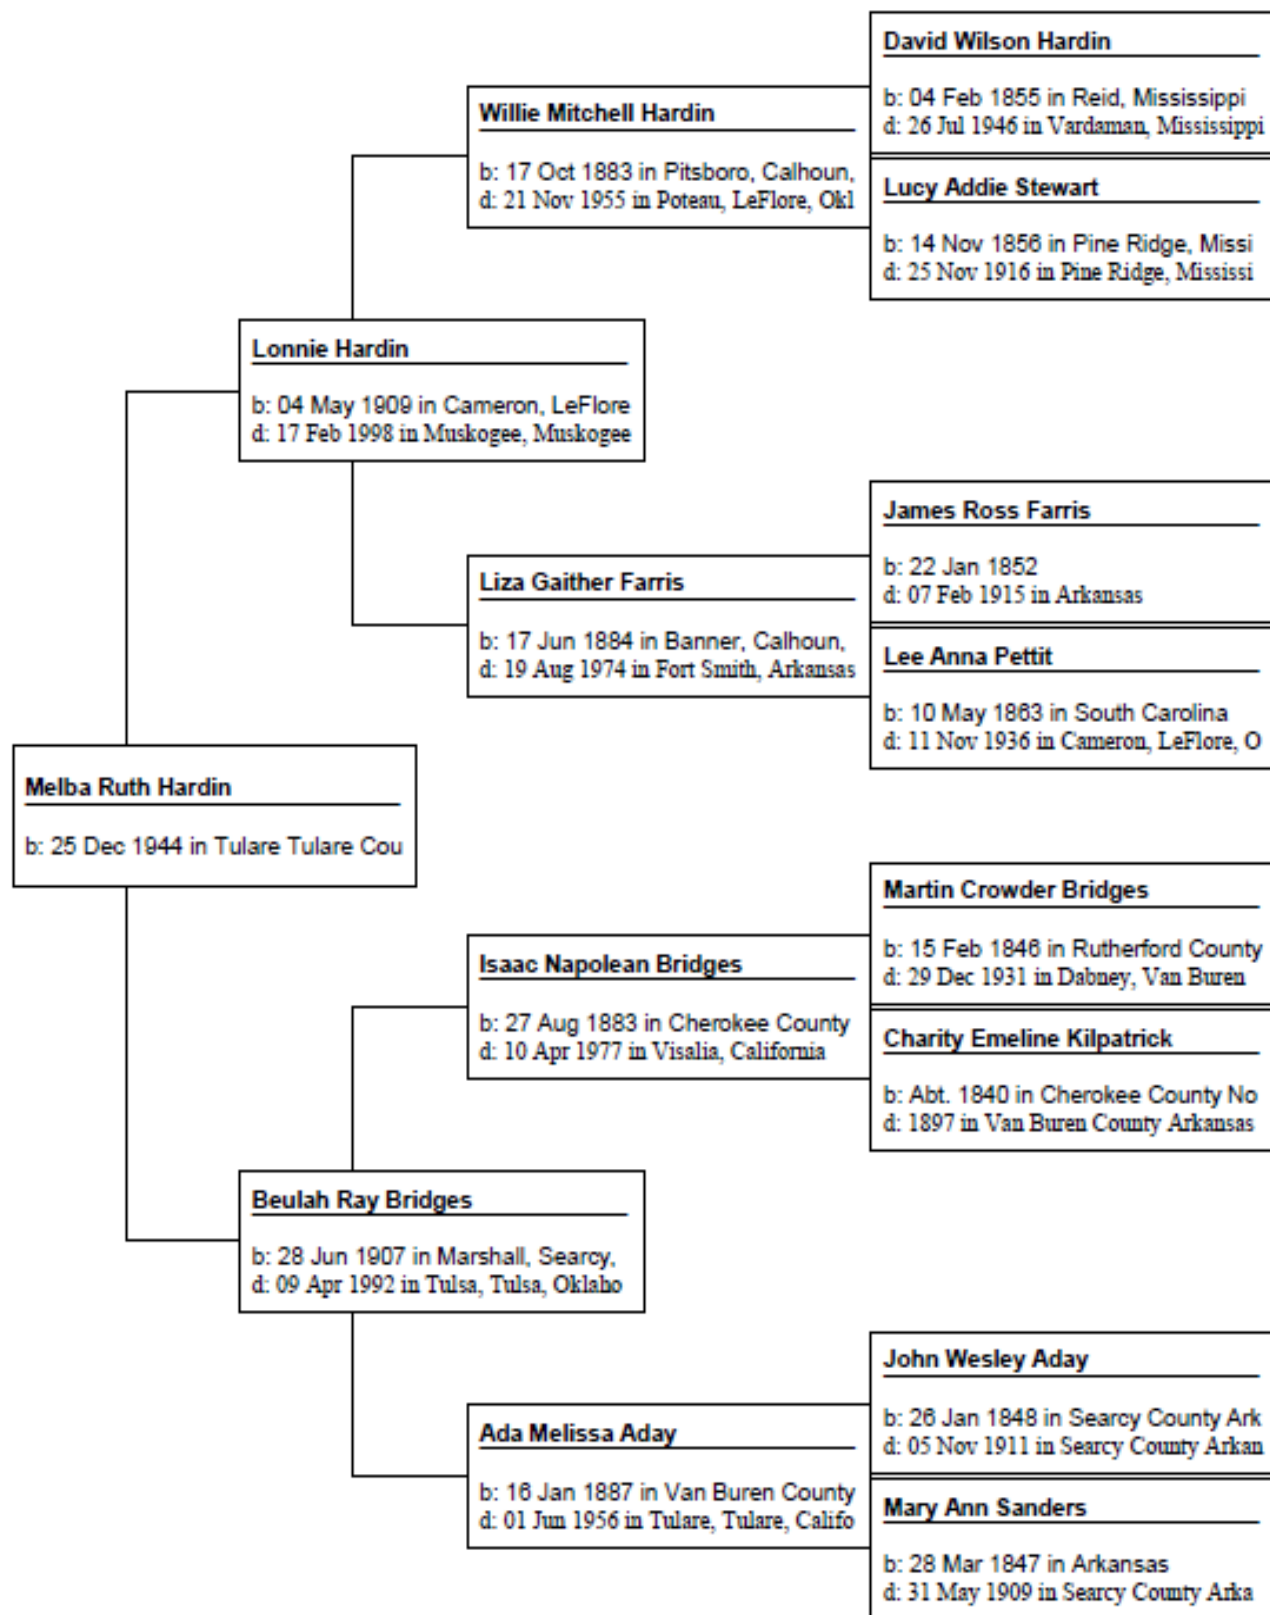 David Wilson Hardin
b: 04 Feb 1855 in Reid, Mississippi
d: 26 Jul 1946 in Vardaman, Mississippi
Willie Mitchell Hardin
b: 17 Oct 1883 in Pitsboro, Calhoun,
d: 21 Nov 1955 in Poteau, LeFlore, Okl
Lucy Addie Stewart
b: 14 Nov 1856 in Pine Ridge, Missi
d: 25 Nov 1916 in Pine Ridge, Mississi
Lonnie Hardin
b: 04 May 1909 in Cameron, LeFlore
d: 17 Feb 1998 in Muskogee, Muskogee
James Ross Farris
b: 22 Jan 1852
d: 07 Feb 1915 in Arkansas
Liza Gaither Farris
b: 17 Jun 1884 in Banner, Calhoun,
d: 19 Aug 1974 in Fort Smith, Arkansas
Lee Anna Pettit
b: 10 May 1863 in South Carolina
d: 11 Nov 1936 in Cameron, LeFlore, O
Melba Ruth Hardin
b: 25 Dec 1944 in Tulare Tulare Cou
Martin Crowder Bridges
b: 15 Feb 1846 in Rutherford County
d: 29 Dec 1931 in Dabney, Van Buren
Isaac Napolean Bridges
b: 27 Aug 1883 in Cherokee County
d: 10 Apr 1977 in Visalia, California
Charity Emeline Kilpatrick
b: Abt. 1840 in Cherokee County No
d: 1897 in Van Buren County Arkansas
Beulah Ray Bridges
b: 28 Jun 1907 in Marshall, Searcy,
d: 09 Apr 1992 in Tulsa, Tulsa, Oklaho
John Wesley Aday
b: 26 Jan 1848 in Searcy County Ark
d: 05 Nov 1911 in Searcy County Arkan
Ada Melissa Aday
b: 16 Jan 1887 in Van Buren County
d: 01 Jun 1956 in Tulare, Tulare, Califo
Mary Ann Sanders
b: 28 Mar 1847 in Arkansas
d: 31 May 1909 in Searcy County Arka